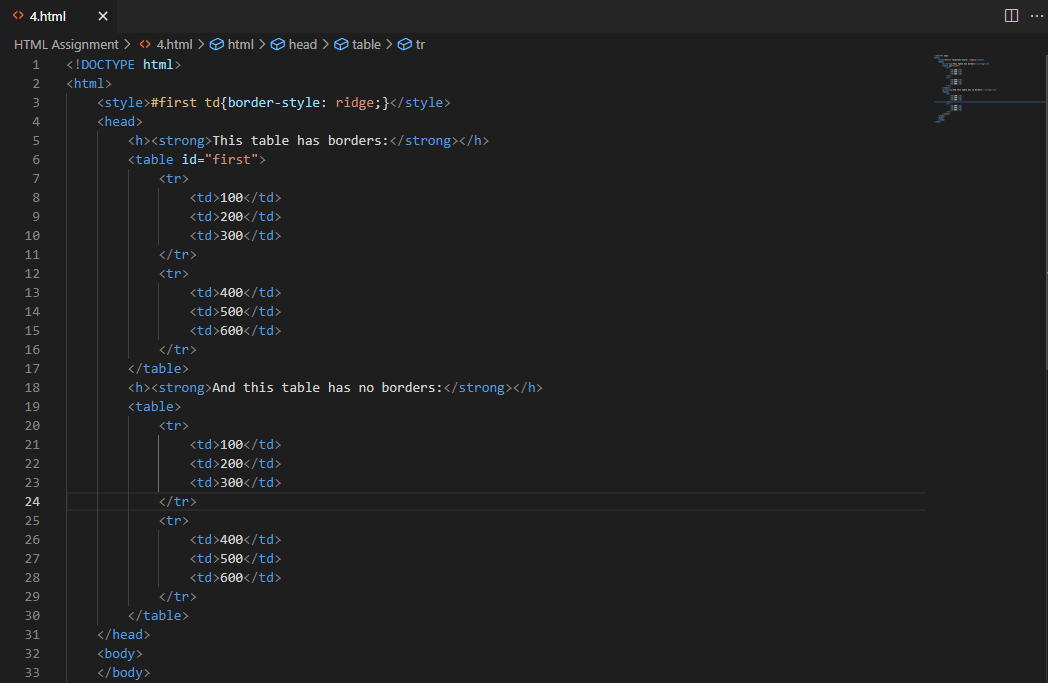 <> 4.html ×
HTML Assignment > <> 4.html > html > head > table > tr
1 <!DOCTYPE html>
2 <html>
3 <style>#first td{border-style: ridge;}</style>
4 <head>
5 <h><strong>This table has borders:</strong></h>
6 <table id="first">
7 <tr>
8 <td>100</td>
9 <td>200</td>
10 <td>300</td>
11 </tr>
12 <tr>
13 <td>400</td>
14 <td>500</td>
15 <td>600</td>
16 </tr>
17 </table>
18 <h><strong>And this table has no borders:</strong></h>
19 <table>
20 <tr>
21 <td>100</td>
22 <td>200</td>
23 <td>300</td>
24 </tr>
25 <tr>
26 <td>400</td>
27 <td>500</td>
28 <td>600</td>
29 </tr>
30 </table>
31 </head>
32 <body>
33 </body>